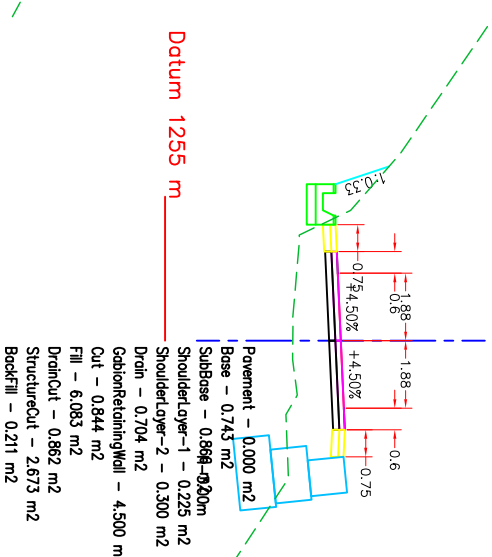 Datum 1255 m
1:0.33
0.75
0.6
1.88
+4.50%
+4.50%
1.88
0.6
0.75
Pavement - 0.000 m2
Base - 0.743 m2
SubBase - 0.866 m2
ShoulderLayer-1 - 0.225 m2
ShoulderLayer-2 - 0.300 m2
Drain - 0.704 m2
GabionRetainingWall - 4.500 m
Cut - 0.844 m2
Fill - 6.083 m2
DrainCut - 0.862 m2
StructureCut - 2.673 m2
BackFill - 0.211 m2